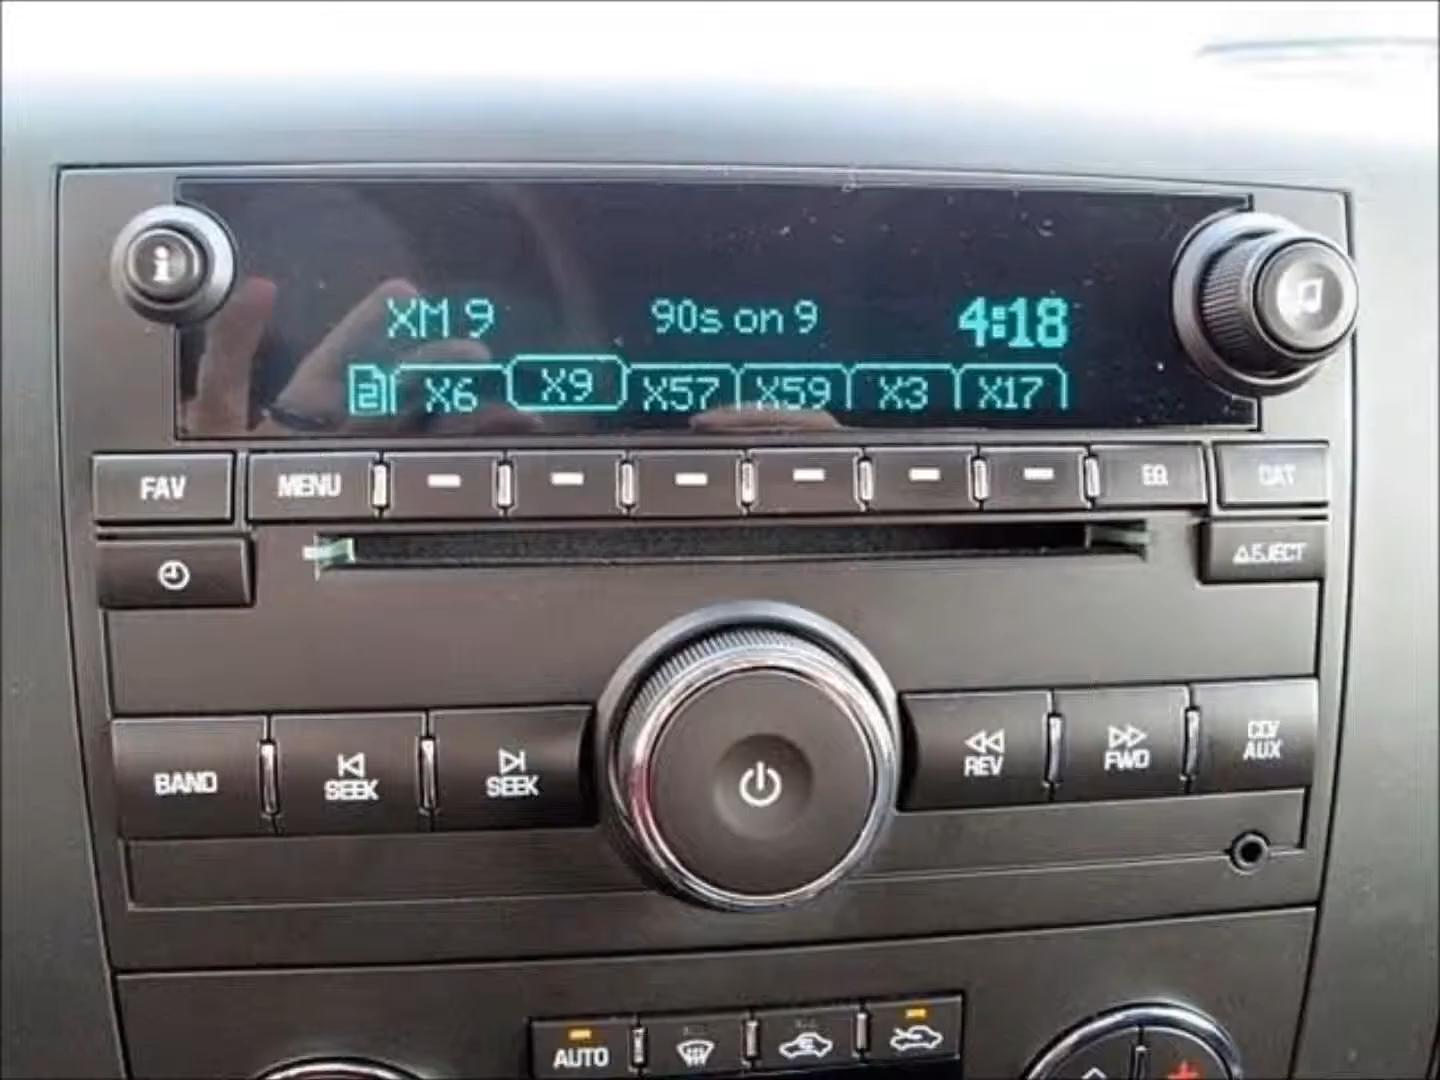 XM 9 90s on 9 4:18
2 X6 X9 X57 X59 X3 X17
FAV MENU EQ CAT
⏏EJECT
BAND SEEK SEEK REV FWD CD/AUX
AUTO